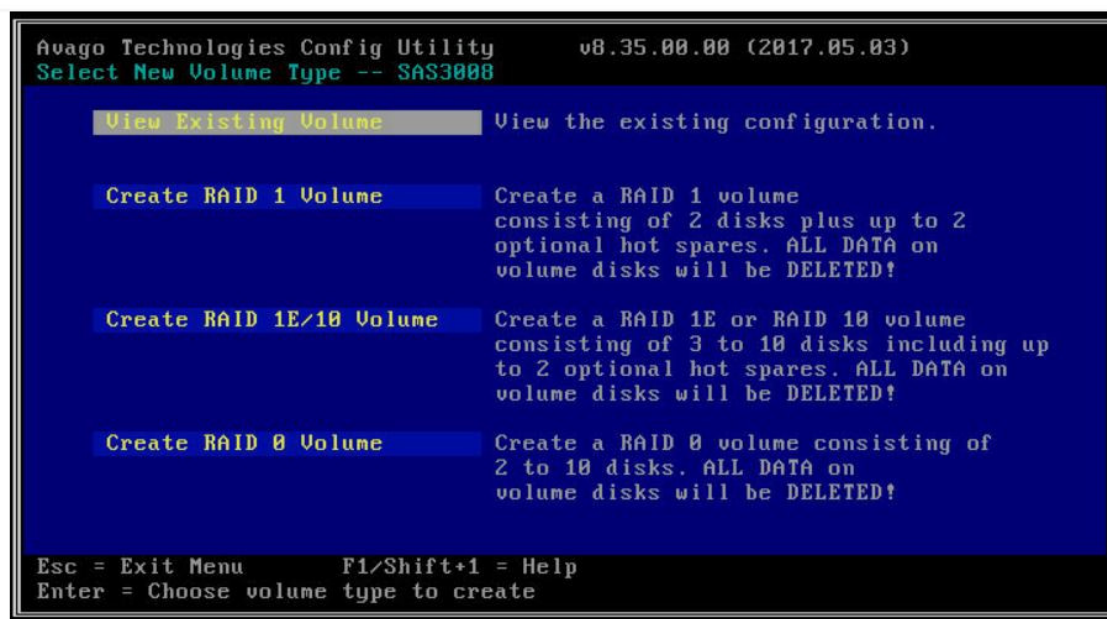 Avago Technologies Config Utility v8.35.00.00 (2017.05.03)
Select New Volume Type -- SAS3008
View Existing Volume View the existing configuration.
Create RAID 1 Volume Create a RAID 1 volume
consisting of 2 disks plus up to 2
optional hot spares. ALL DATA on
volume disks will be DELETED!
Create RAID 1E/10 Volume Create a RAID 1E or RAID 10 volume
consisting of 3 to 10 disks including up
to 2 optional hot spares. ALL DATA on
volume disks will be DELETED!
Create RAID 0 Volume Create a RAID 0 volume consisting of
2 to 10 disks. ALL DATA on
volume disks will be DELETED!
Esc = Exit Menu F1/Shift+1 = Help
Enter = Choose volume type to create